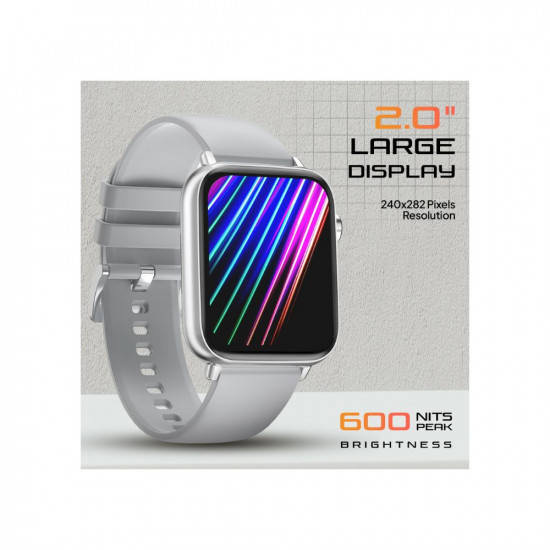 2.0"
LARGE
DISPLAY
240x282 Pixels
Resolution
600 NITS
PEAK
BRIGHTNESS